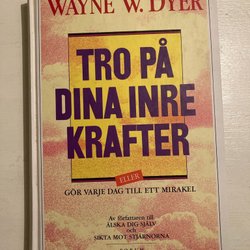 WAYNE W. DYER
TRO PÅ
DINA INRE
KRAFTER
ELLER
GÖR VARJE DAG TILL ETT MIRAKEL
Av författaren till
ÄLSKA DIG SJÄLV
och
SIKTA MOT STJÄRNORNA